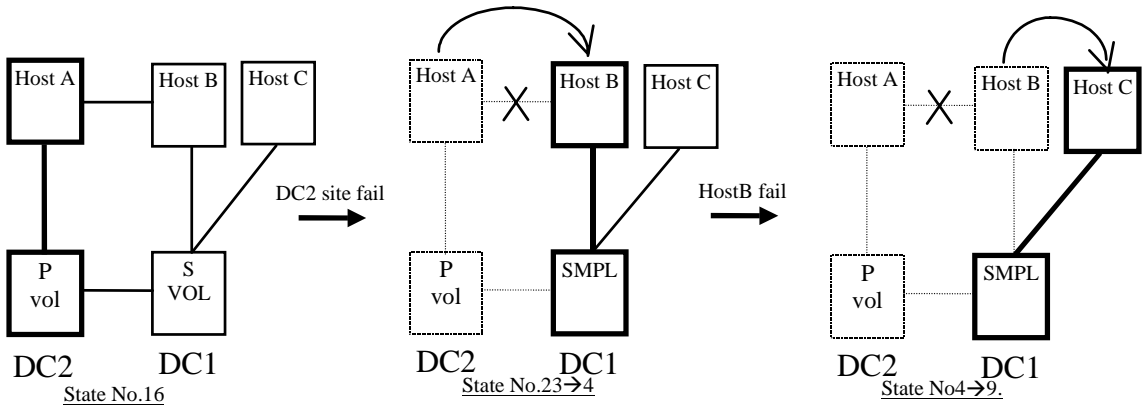 Host A
Host B
Host C
P
vol
S
VOL
DC2
DC1
State No.16
DC2 site fail
Host A
Host B
Host C
P
vol
SMPL
DC2
DC1
State No.23→4
HostB fail
Host A
Host B
Host C
P
vol
SMPL
DC2
DC1
State No4→9.